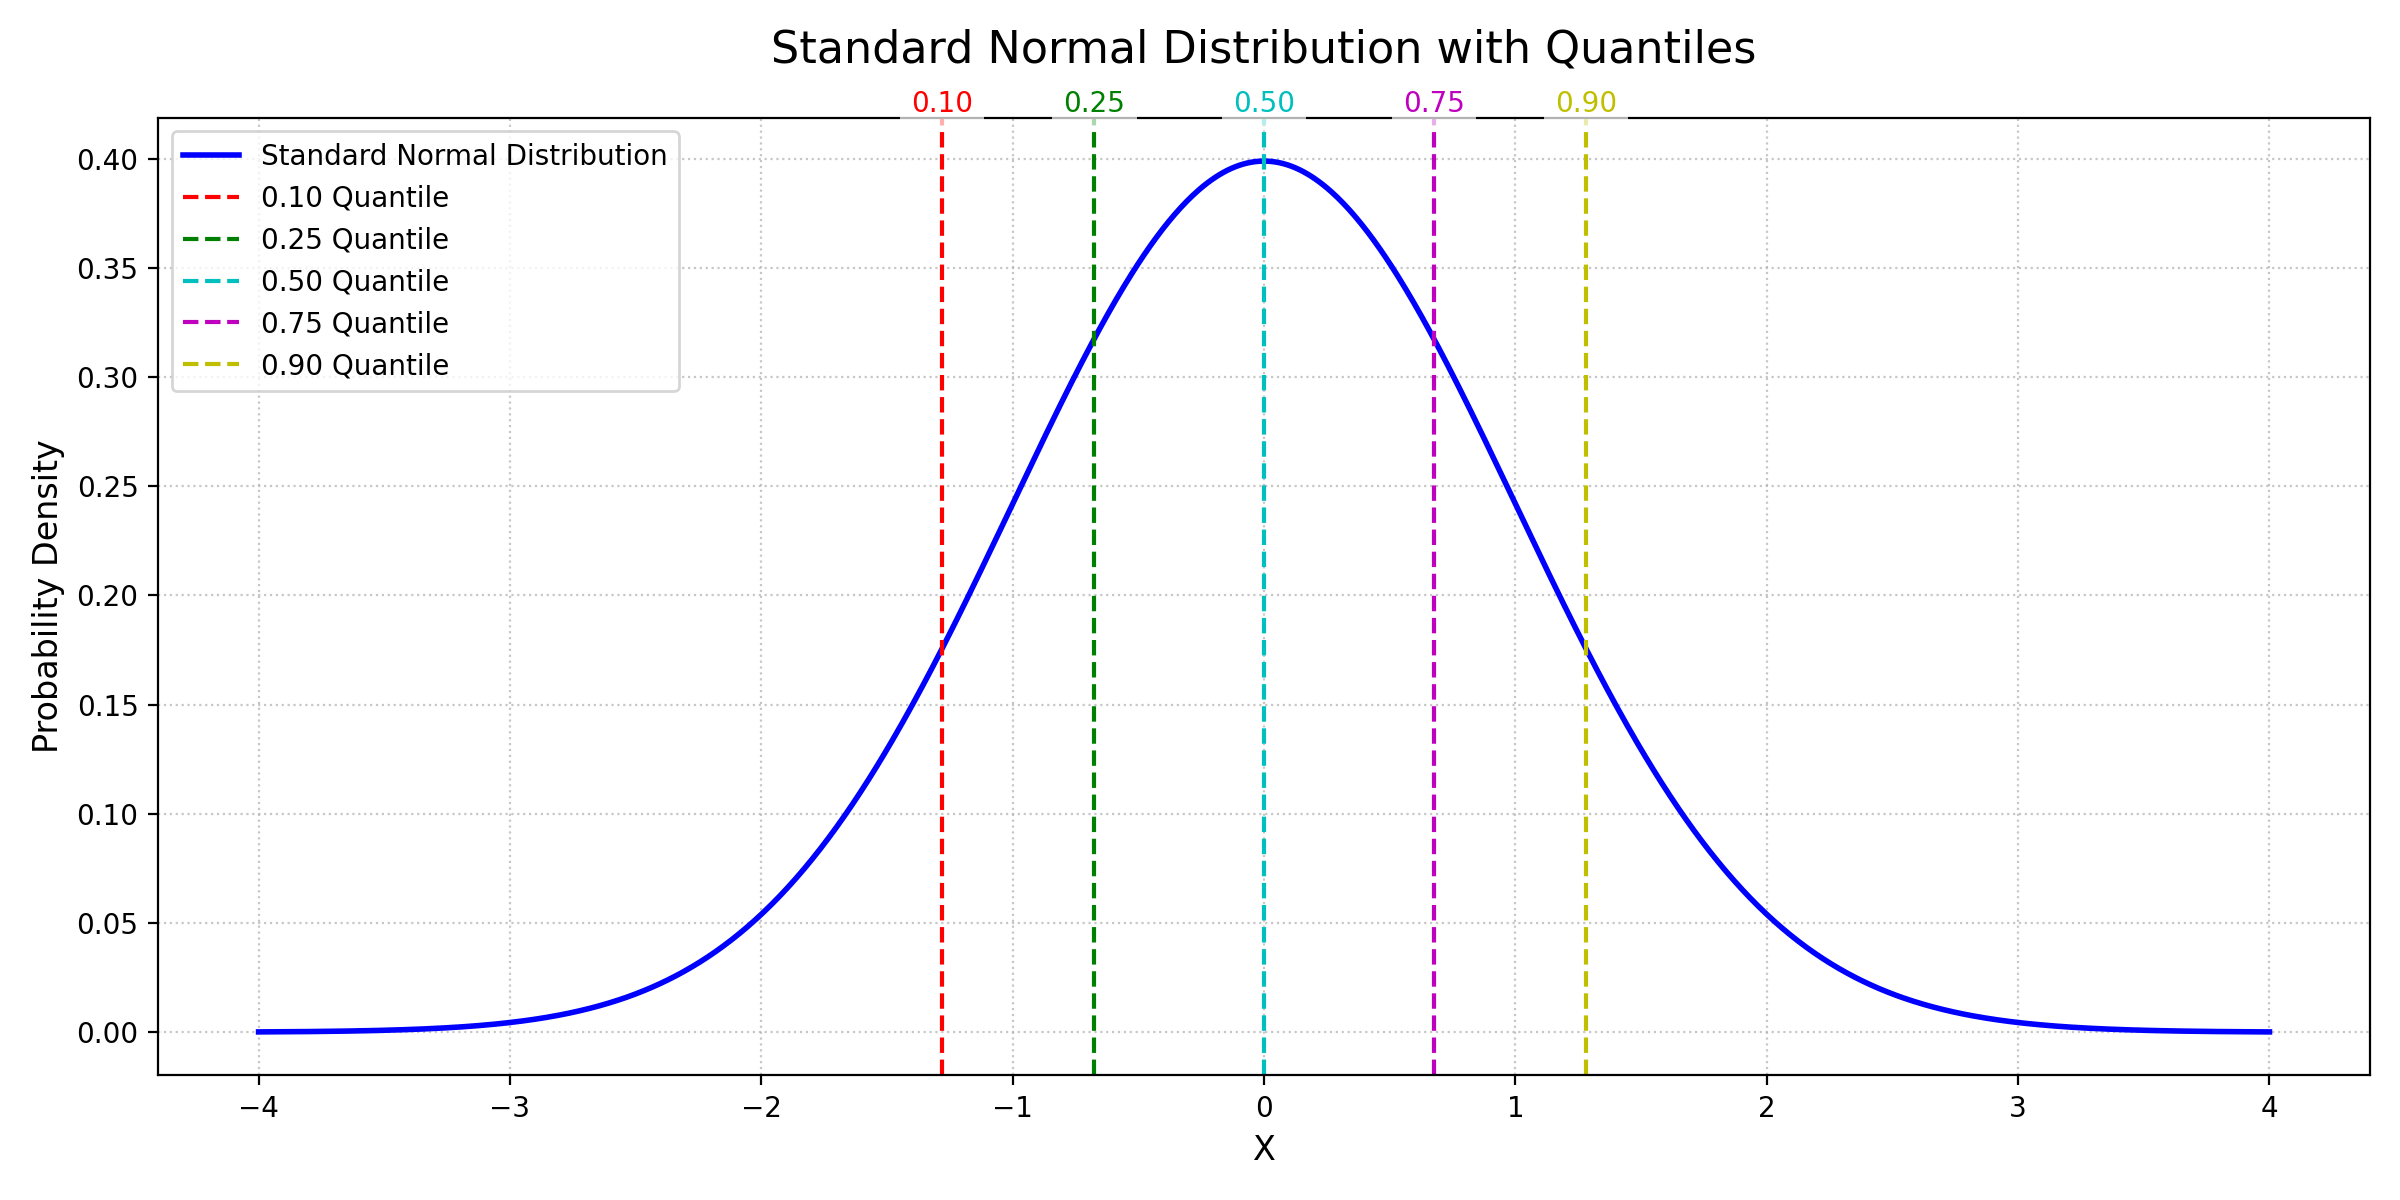 Standard Normal Distribution with Quantiles
0.10 0.25 0.50 0.75 0.90
Standard Normal Distribution
0.10 Quantile
0.25 Quantile
0.50 Quantile
0.75 Quantile
0.90 Quantile
Probability Density
0.40
0.35
0.30
0.25
0.20
0.15
0.10
0.05
0.00
−4 −3 −2 −1 0 1 2 3 4
X